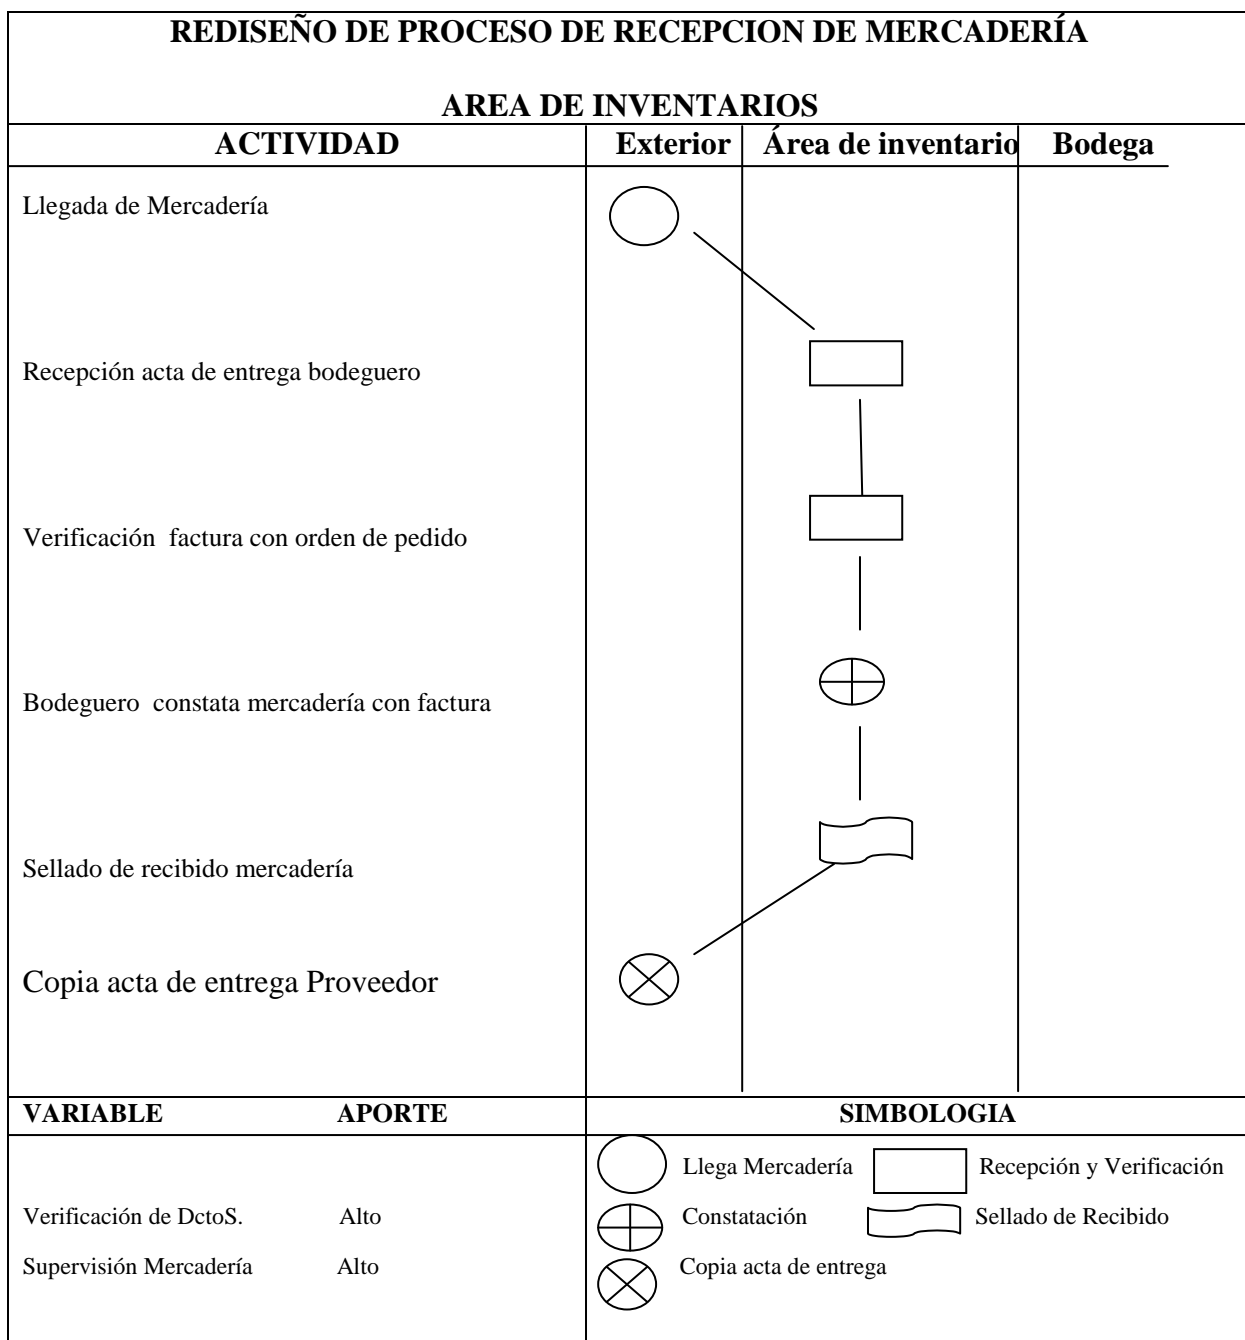 REDISEÑO DE PROCESO DE RECEPCION DE MERCADERÍA
AREA DE INVENTARIOS
ACTIVIDAD Exterior Área de inventario Bodega
Llegada de Mercadería
Recepción acta de entrega bodeguero
Verificación factura con orden de pedido
Bodeguero constata mercadería con factura
Sellado de recibido mercadería
Copia acta de entrega Proveedor
VARIABLE APORTE SIMBOLOGIA
Llega Mercadería Recepción y Verificación
Verificación de DctoS. Alto Constatación Sellado de Recibido
Supervisión Mercadería Alto Copia acta de entrega